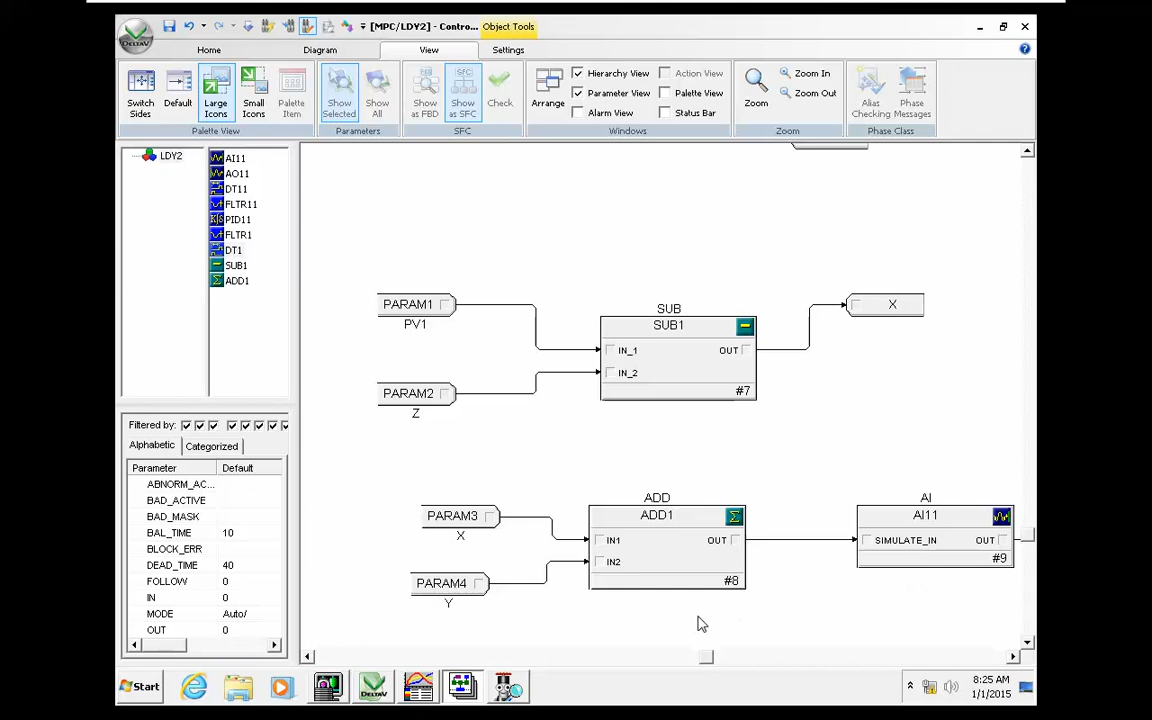 [MPC/LDY2] - Contro... Object Tools
DELTAV
Home Diagram View Settings
Switch Sides
Default
Large Icons
Small Icons
Palette Item
Show Selected
Show All
Show as FBD
Show as SFC
Check
Arrange
Hierarchy View
Parameter View
Alarm View
Action View
Palette View
Status Bar
Zoom
Zoom In
Zoom Out
Alias Checking
Phase Messages
Palette View Parameters SFC Windows Zoom Phase Class
LDY2
AI11
AO11
DT11
FLTR11
PID11
FLTR1
DT1
SUB1
ADD1
Filtered by:
Alphabetic Categorized
Parameter Default
ABNORM_AC...
BAD_ACTIVE
BAD_MASK
BAL_TIME 10
BLOCK_ERR
DEAD_TIME 40
FOLLOW 0
IN 0
MODE Auto/
OUT 0
PARAM1
PV1
PARAM2
Z
SUB
SUB1
IN_1 OUT
IN_2
#7
X
PARAM3
X
PARAM4
Y
ADD
ADD1
IN1 OUT
IN2
#8
AI
AI11
SIMULATE_IN OUT
#9
Start
8:25 AM
1/1/2015